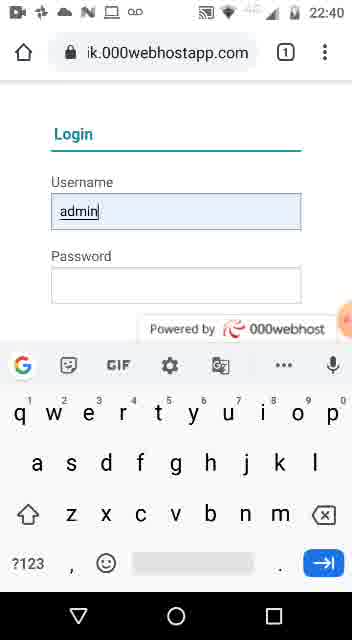 4G 22:40
ik.000webhostapp.com 1
Login
Username
admin
Password
Powered by 000webhost
G GIF
1 2 3 4 5 6 7 8 9 0
q w e r t y u i o p
a s d f g h j k l
z x c v b n m
?123 , .